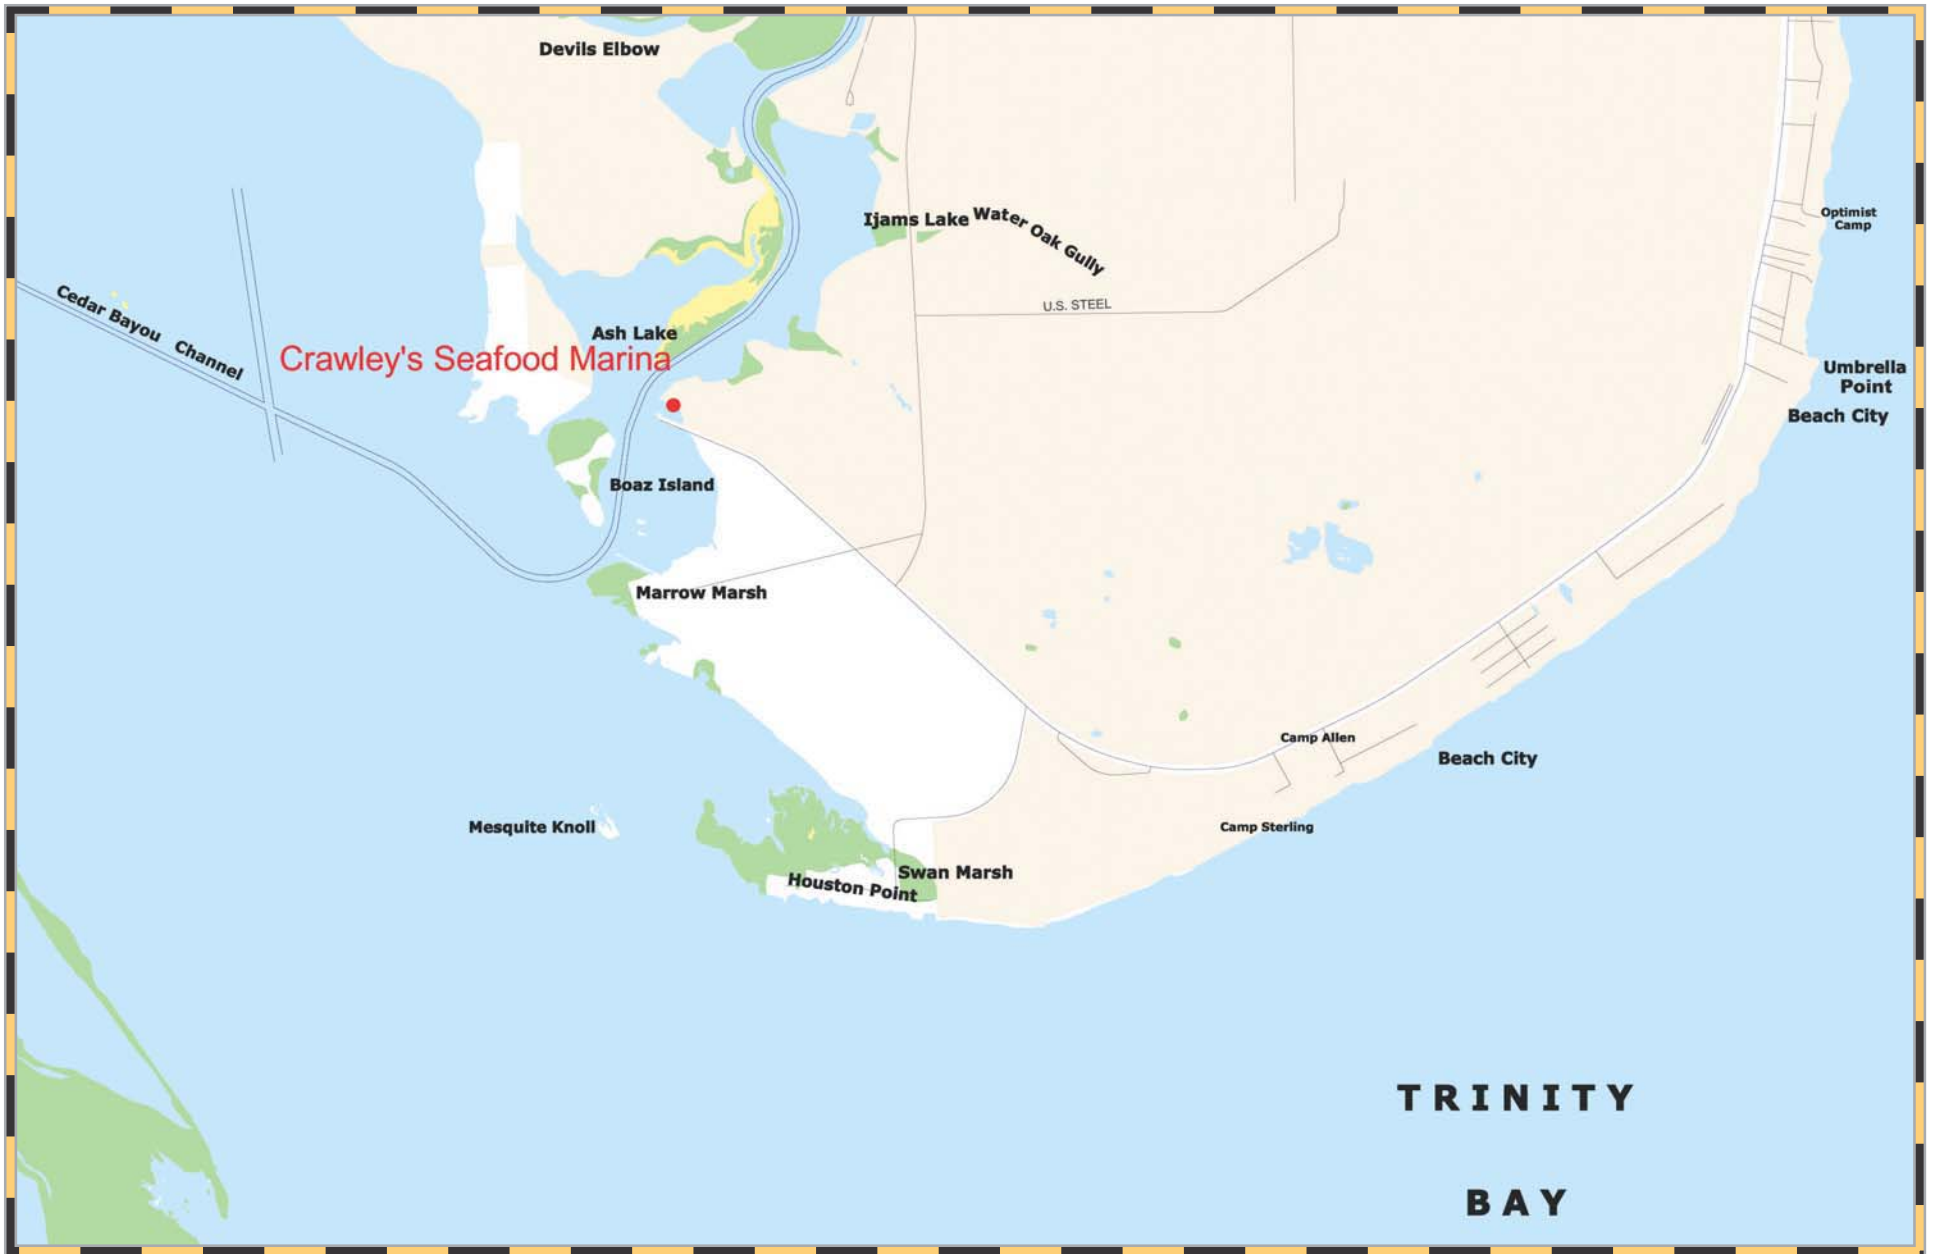 Devils Elbow
Ijams Lake
Water Oak Gully
Optimist
Camp
Cedar Bayou Channel
U.S. STEEL
Ash Lake
Crawley's Seafood Marina
Umbrella
Point
Beach City
Boaz Island
Marrow Marsh
Camp Allen
Beach City
Mesquite Knoll
Camp Sterling
Swan Marsh
Houston Point
TRINITY
BAY